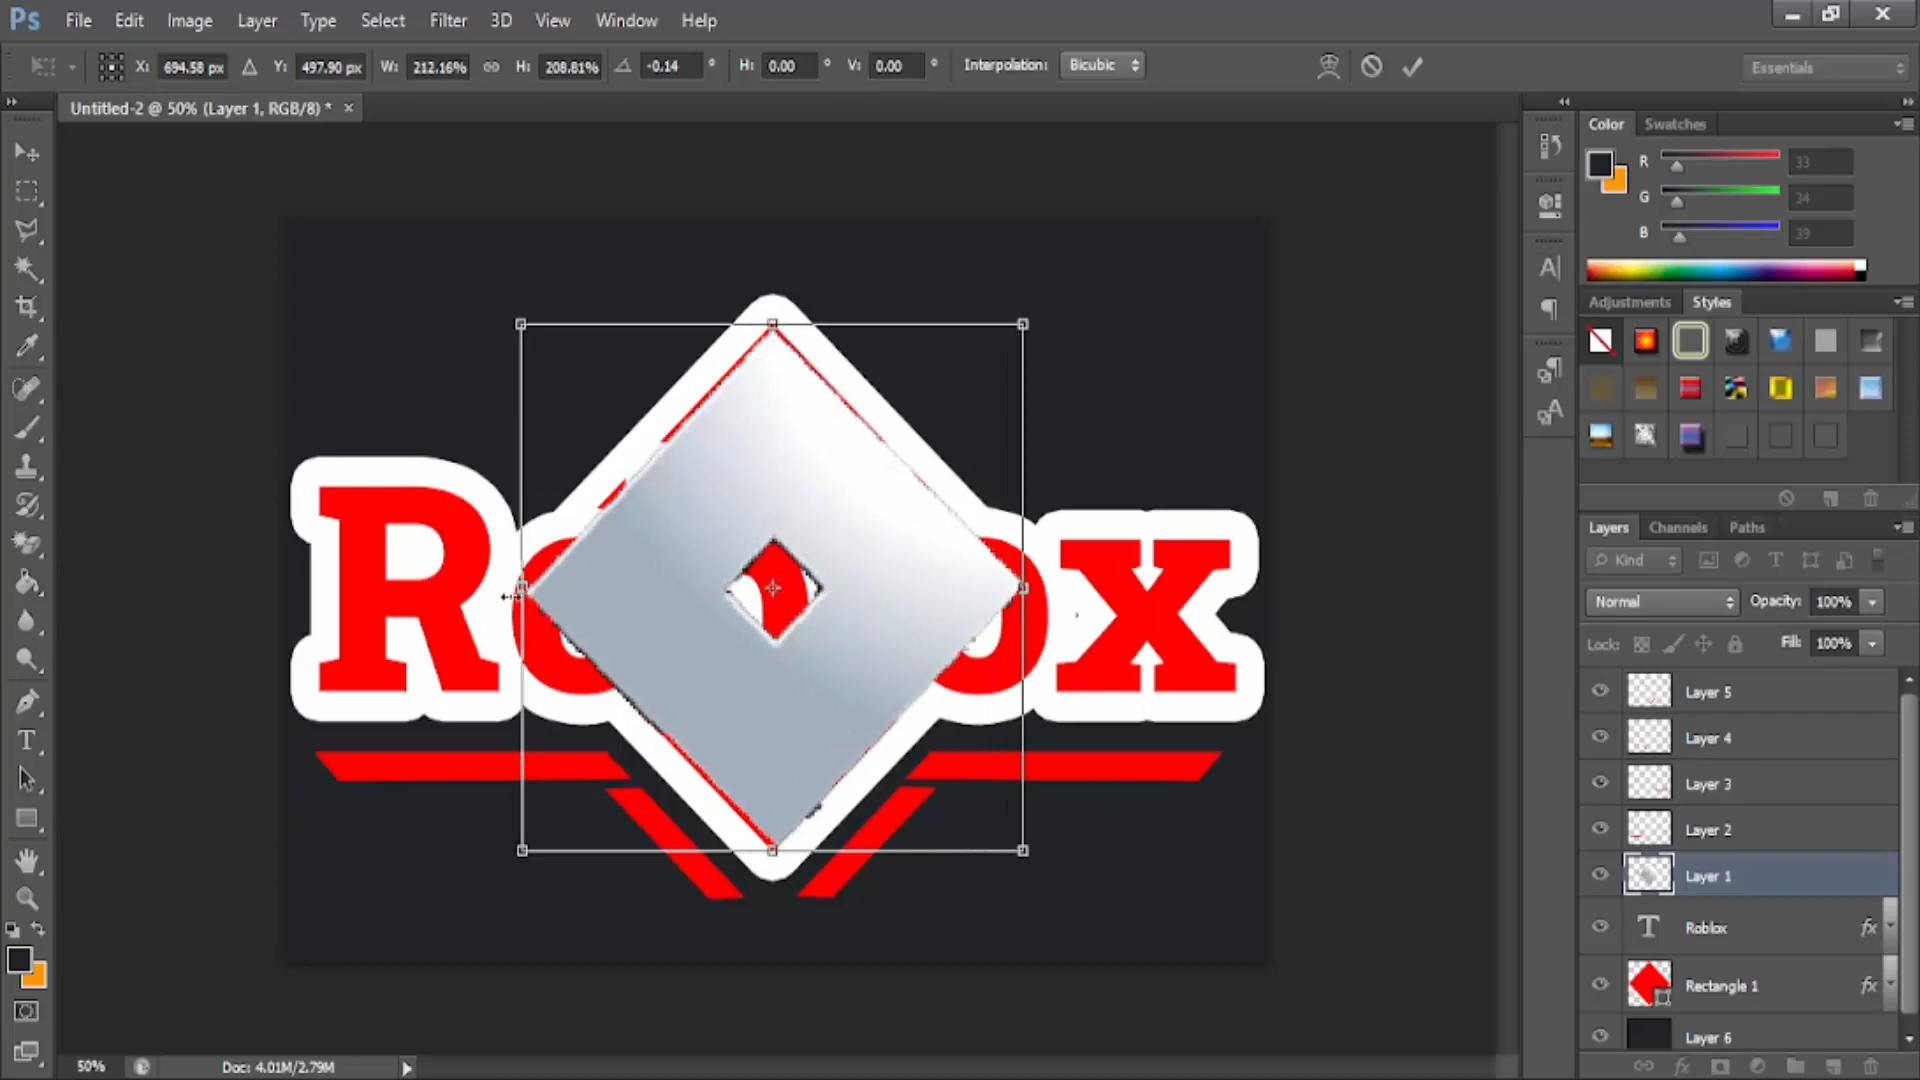 Ps File Edit Image Layer Type Select Filter 3D View Window Help
X: 694.58 px Y: 497.90 px W: 212.16% H: 208.81% -0.14 ° H: 0.00 ° V: 0.00 ° Interpolation: Bicubic Essentials
Untitled-2 @ 50% (Layer 1, RGB/8) * ×
Color Swatches
R 33
G 34
B 39
Adjustments Styles
Layers Channels Paths
Kind
Normal Opacity: 100%
Lock: Fill: 100%
Layer 5
Layer 4
Layer 3
Layer 2
Layer 1
Roblox fx
Rectangle 1 fx
Layer 6
50% Doc: 4.01M/2.79M